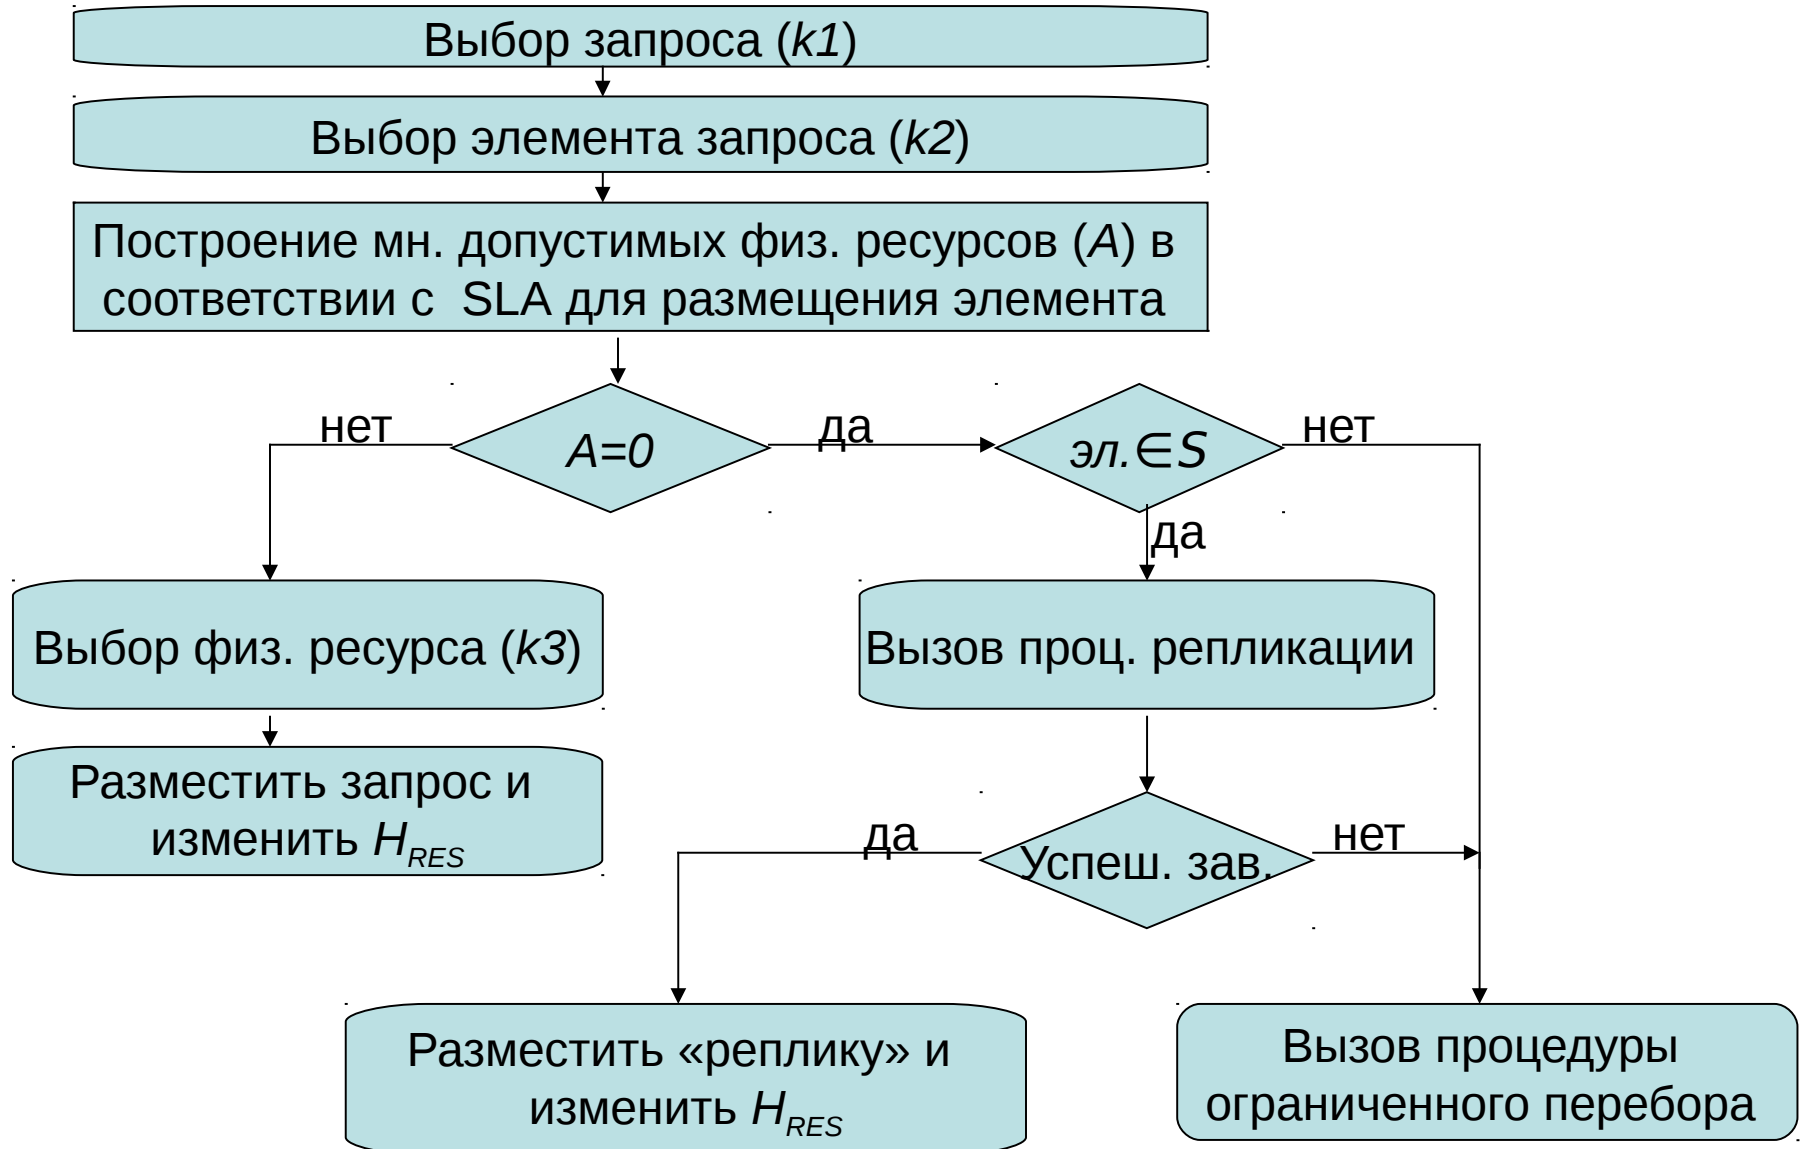 Выбор запроса (k1)
Выбор элемента запроса (k2)
Построение мн. допустимых физ. ресурсов (A) в
соответствии с SLA для размещения элемента
нет
A=0
да
эл.∈S
нет
да
Выбор физ. ресурса (k3)
Вызов проц. репликации
Разместить запрос и
изменить H_RES
да
Успеш. зав.
нет
Разместить «реплику» и
изменить H_RES
Вызов процедуры
ограниченного перебора